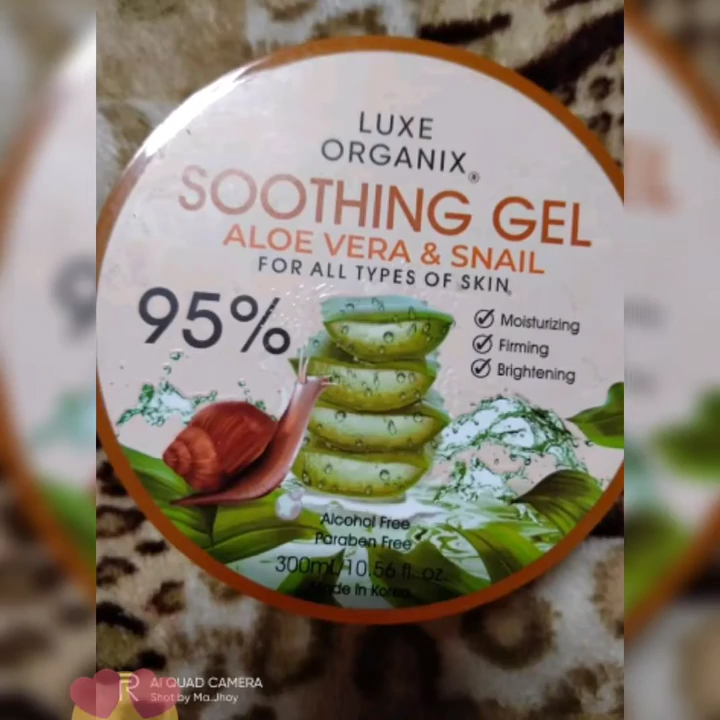 LUXE
ORGANIX®
SOOTHING GEL
ALOE VERA & SNAIL
FOR ALL TYPES OF SKIN
95%
Moisturizing
Firming
Brightening
Alcohol Free
Paraben Free
300mL/10.56 fl. oz.
Made in Korea
AI QUAD CAMERA
Shot by Ma.Jhoy